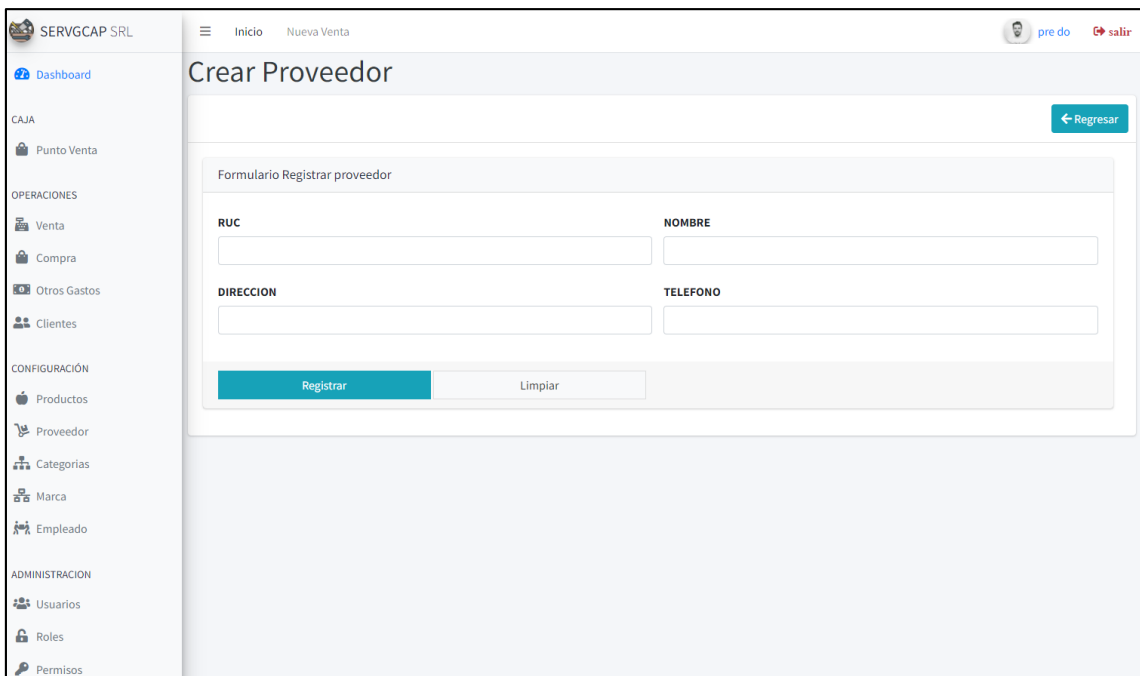 SERVGCAP SRL
Inicio Nueva Venta
pre do salir
Dashboard
CAJA
Punto Venta
OPERACIONES
Venta
Compra
Otros Gastos
Clientes
CONFIGURACIÓN
Productos
Proveedor
Categorias
Marca
Empleado
ADMINISTRACION
Usuarios
Roles
Permisos
Crear Proveedor
Regresar
Formulario Registrar proveedor
RUC NOMBRE
DIRECCION TELEFONO
Registrar Limpiar